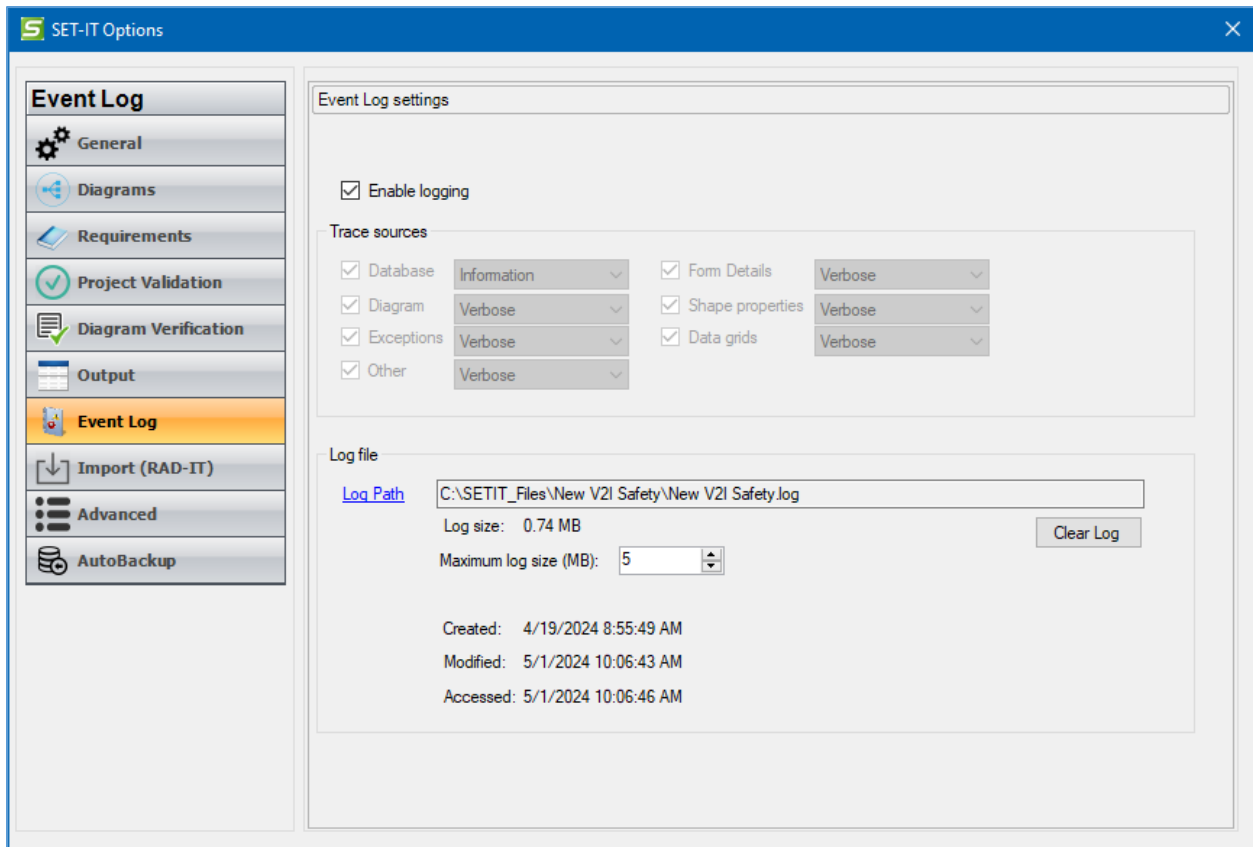 SET-IT Options
Event Log
General
Diagrams
Requirements
Project Validation
Diagram Verification
Output
Event Log
Import (RAD-IT)
Advanced
AutoBackup
Event Log settings
Enable logging
Trace sources
Database Information Form Details Verbose
Diagram Verbose Shape properties Verbose
Exceptions Verbose Data grids Verbose
Other Verbose
Log file
Log Path C:\SETIT_Files\New V2I Safety\New V2I Safety.log
Log size: 0.74 MB
Clear Log
Maximum log size (MB): 5
Created: 4/19/2024 8:55:49 AM
Modified: 5/1/2024 10:06:43 AM
Accessed: 5/1/2024 10:06:46 AM